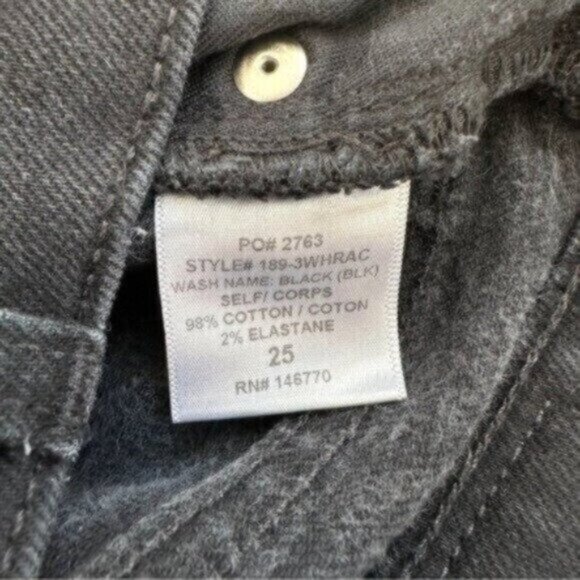 PO# 2763
STYLE# 189-3WHRAC
WASH NAME: BLACK (BLK)
SELF/ CORPS
98% COTTON / COTON
2% ELASTANE
25
RN# 146770